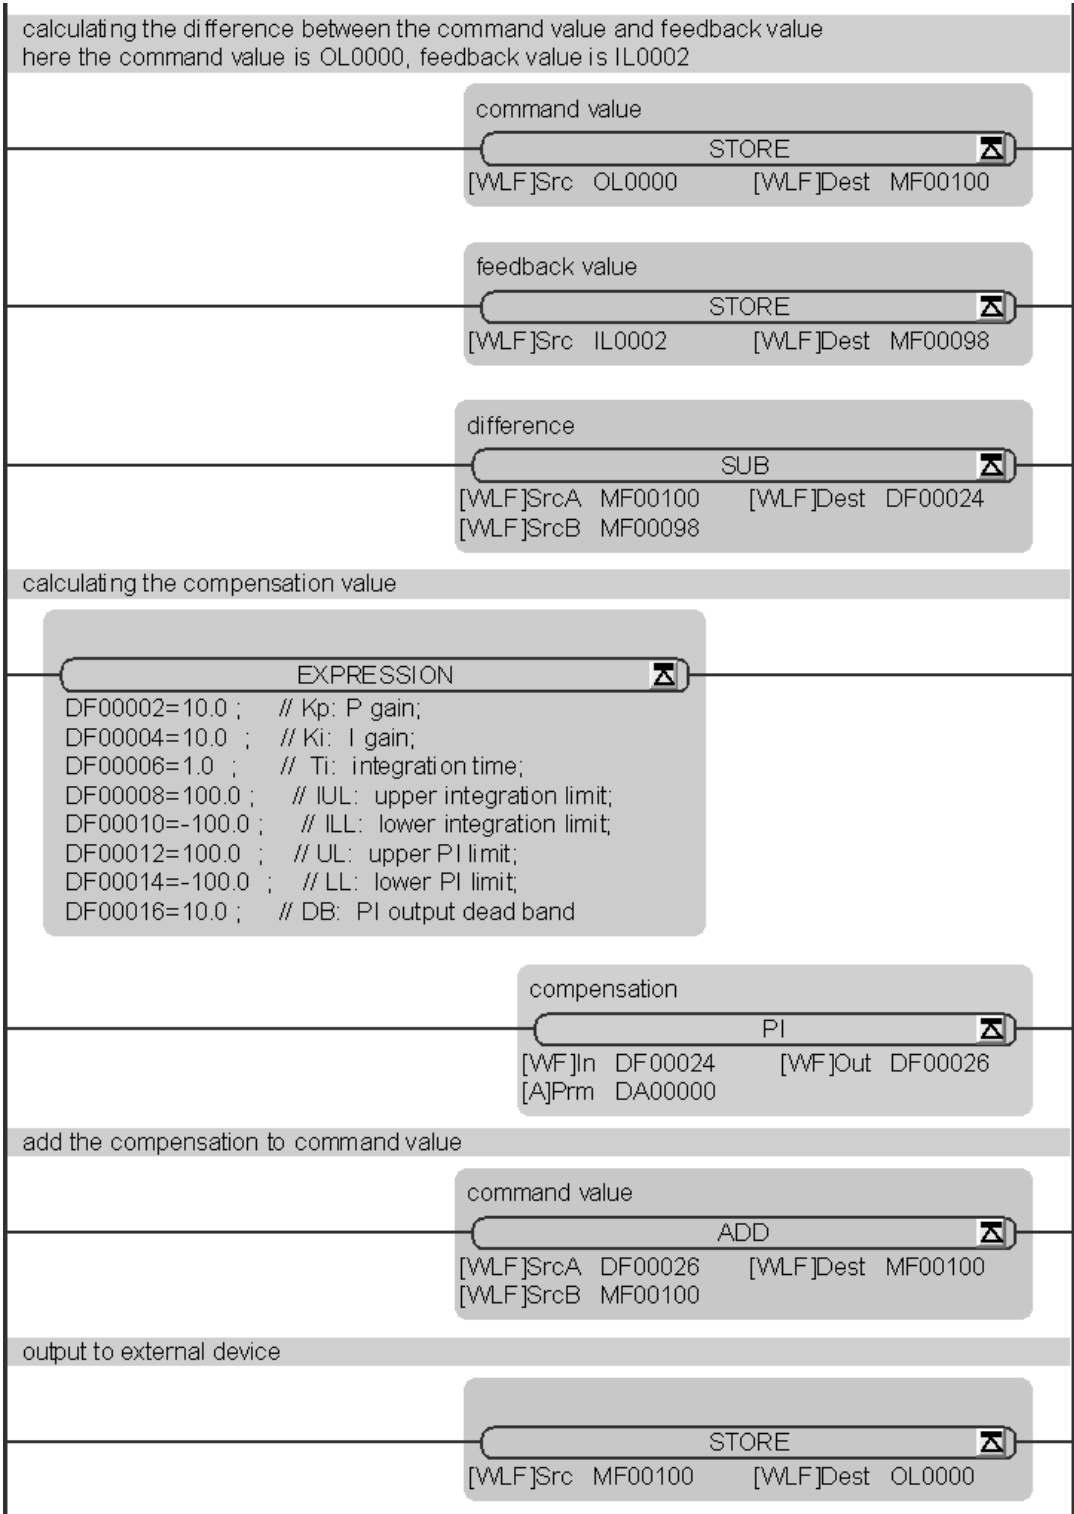 calculating the difference between the command value and feedback value
here the command value is OL0000, feedback value is IL0002
command value
STORE
[WLF]Src OL0000 [WLF]Dest MF00100
feedback value
STORE
[WLF]Src IL0002 [WLF]Dest MF00098
difference
SUB
[WLF]SrcA MF00100 [WLF]Dest DF00024
[WLF]SrcB MF00098
calculating the compensation value
EXPRESSION
DF00002=10.0 ; // Kp: P gain;
DF00004=10.0 ; // Ki: I gain;
DF00006=1.0 ; // Ti: integration time;
DF00008=100.0 ; // IUL: upper integration limit;
DF00010=-100.0 ; // ILL: lower integration limit;
DF00012=100.0 ; // UL: upper PI limit;
DF00014=-100.0 ; // LL: lower PI limit;
DF00016=10.0 ; // DB: PI output dead band
compensation
PI
[WF]In DF00024 [WF]Out DF00026
[A]Prm DA00000
add the compensation to command value
command value
ADD
[WLF]SrcA DF00026 [WLF]Dest MF00100
[WLF]SrcB MF00100
output to external device
STORE
[WLF]Src MF00100 [WLF]Dest OL0000